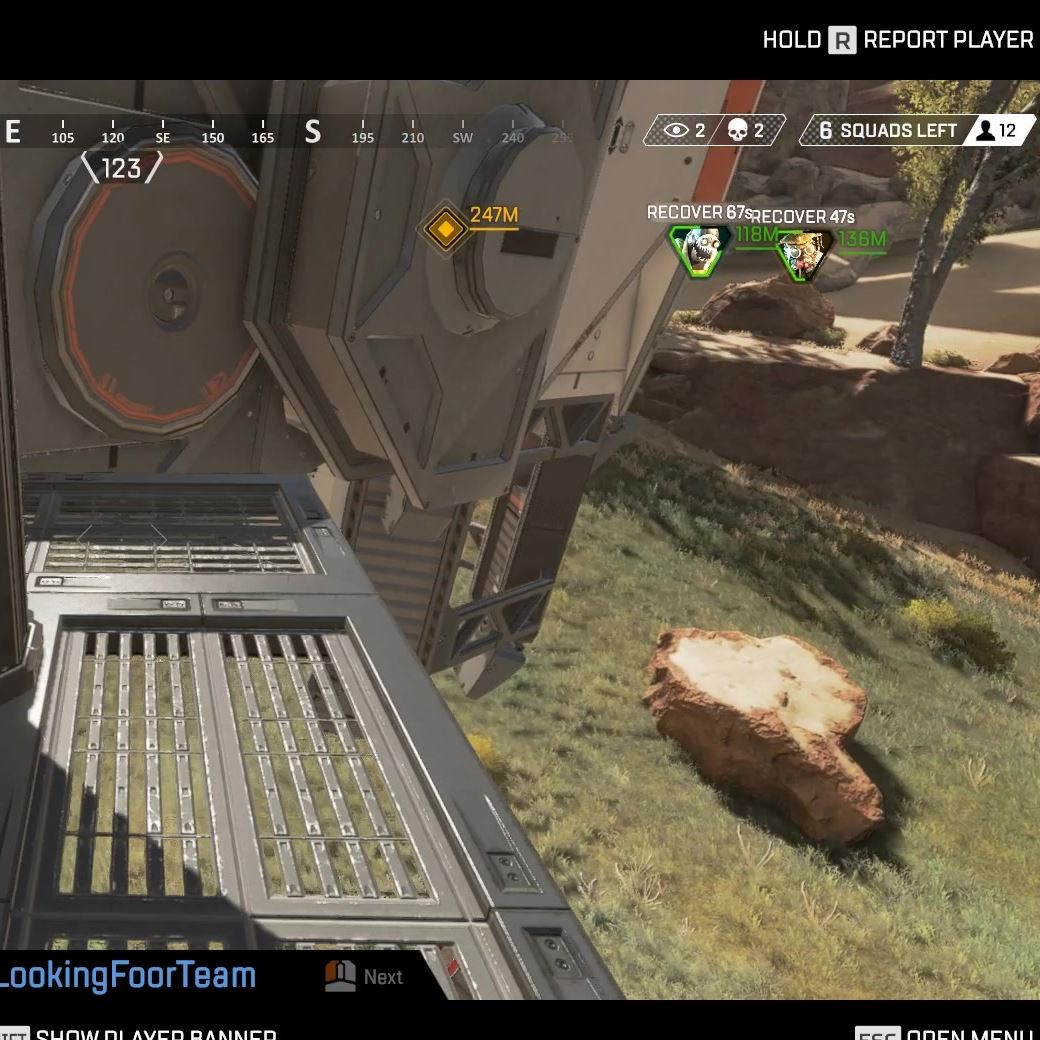 HOLD R REPORT PLAYER
E 105 120 SE 150 165 S 195 210 SW 240 255
123
2 2
6 SQUADS LEFT 12
247M
RECOVER 67s
RECOVER 47s
118M
136M
LookingFoorTeam
Next
SHOW PLAYER BANNER
ESC OPEN MENU